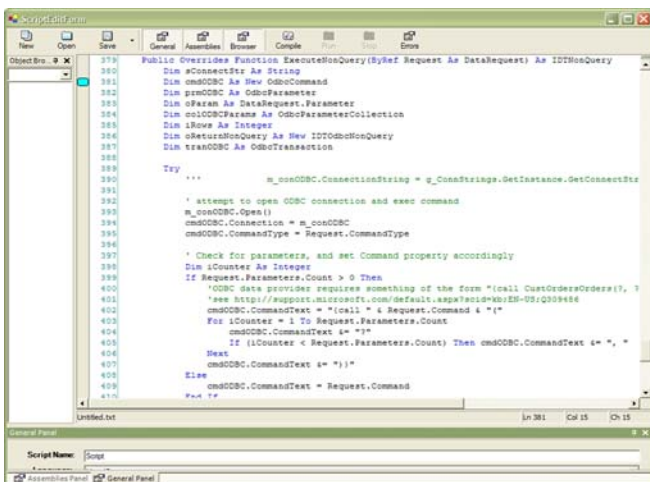 ScriptEditForm
New Open Save General Assemblies Browser Compile Run Stop Errors
Object Bro...
379 Public Overrides Function ExecuteNonQuery(ByRef Request As DataRequest) As IDTNonQuery
380 Dim sConnectStr As String
381 Dim cmdODBC As New OdbcCommand
382 Dim prmODBC As OdbcParameter
383 Dim oParam As DataRequest.Parameter
384 Dim colODBCParams As OdbcParameterCollection
385 Dim iRows As Integer
386 Dim oReturnNonQuery As New IDTOdbcNonQuery
387 Dim tranODBC As OdbcTransaction
388
389 Try
390 ''' m_conODBC.ConnectionString = g_ConnStrings.GetInstance.GetConnectStr
391
392 ' attempt to open ODBC connection and exec command
393 m_conODBC.Open()
394 cmdODBC.Connection = m_conODBC
395 cmdODBC.CommandType = Request.CommandType
396
397 ' Check for parameters, and set Command property accordingly
398 Dim iCounter As Integer
399 If Request.Parameters.Count > 0 Then
400 'ODBC data provider requires something of the form "{call CustOrdersOrders(?, ?
401 'see http://support.microsoft.com/default.aspx?scid=kb;EN-US;Q309486
402 cmdODBC.CommandText = "{call " & Request.Command & "("
403 For iCounter = 1 To Request.Parameters.Count
404 cmdODBC.CommandText &= "?"
405 If (iCounter < Request.Parameters.Count) Then cmdODBC.CommandText &= ", "
406 Next
407 cmdODBC.CommandText &= ")}"
408 Else
409 cmdODBC.CommandText = Request.Command
410 End If
Untitled.txt Ln 381 Col 15 Ch 15
General Panel
Script Name: Script
Assemblies Panel General Panel